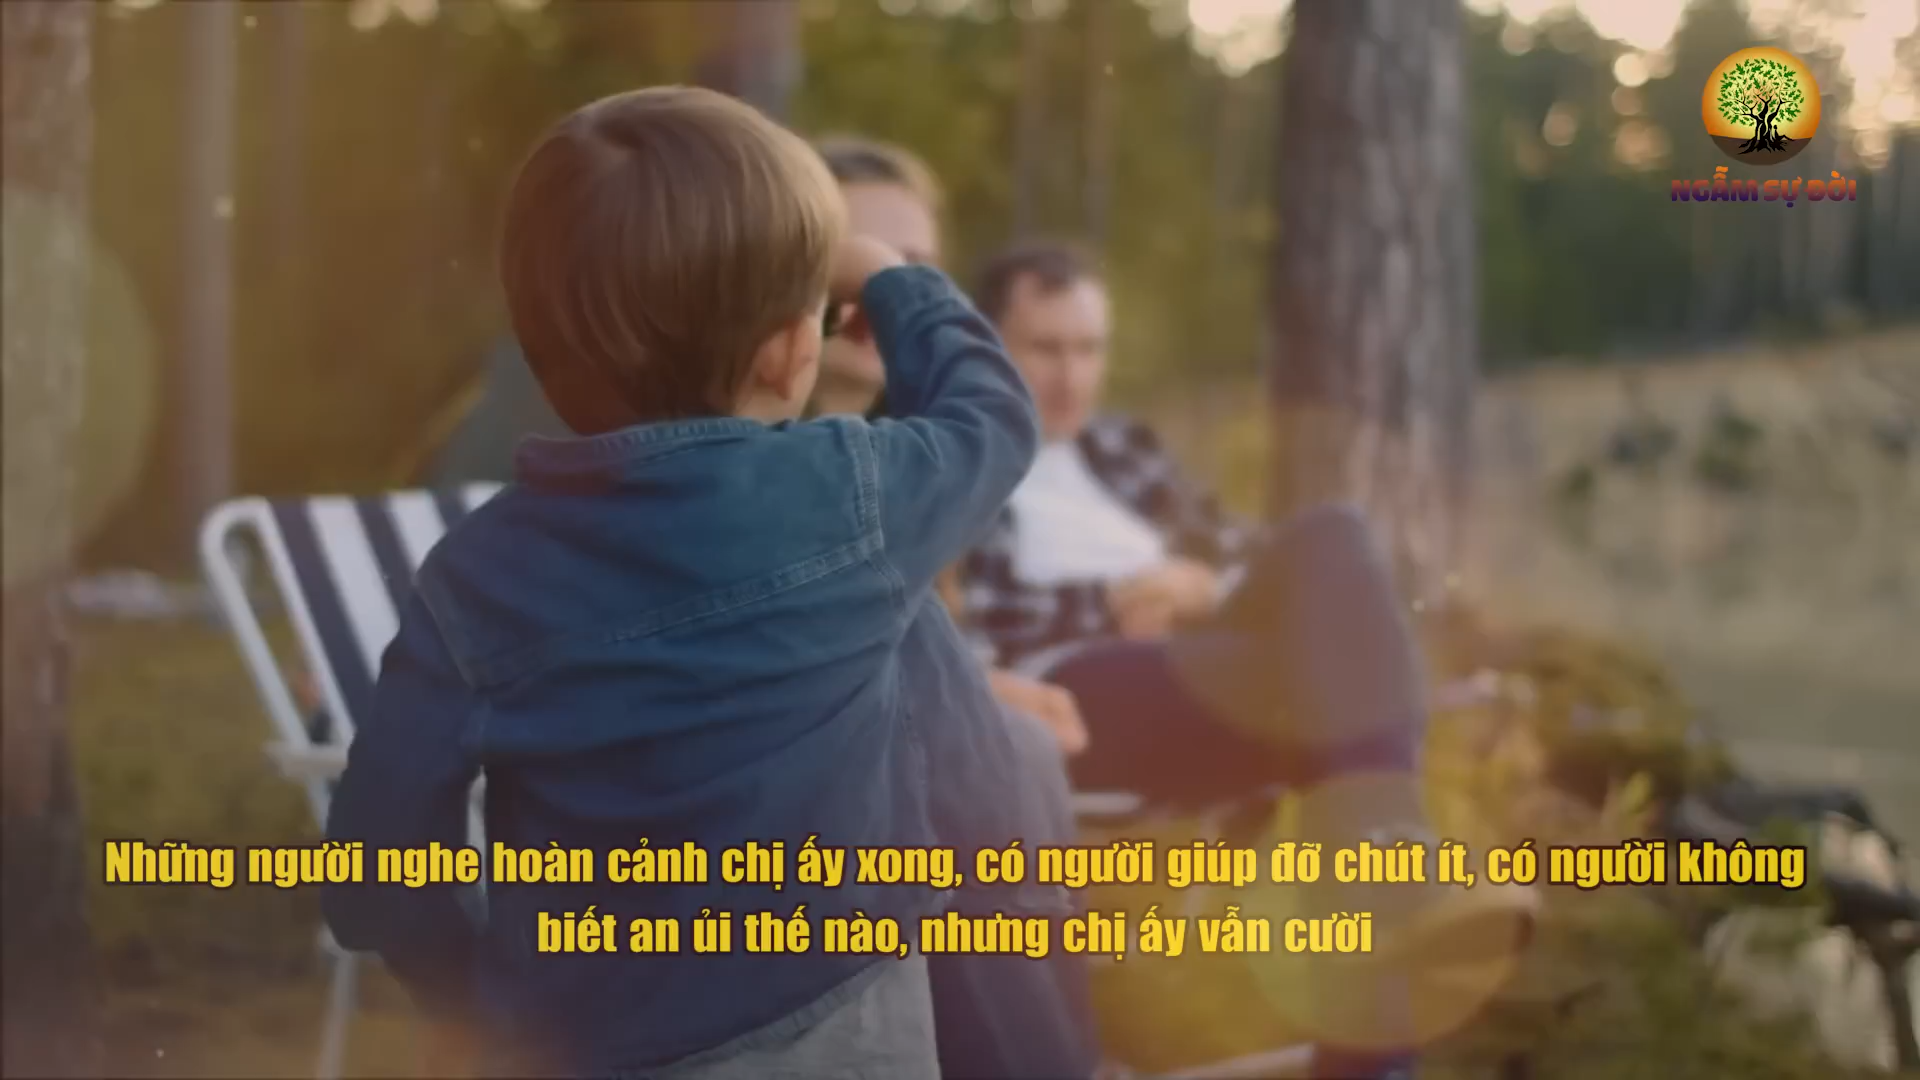 NGẪM SỰ ĐỜI
Những người nghe hoàn cảnh chị ấy xong, có người giúp đỡ chút ít, có người không
biết an ủi thế nào, nhưng chị ấy vẫn cười